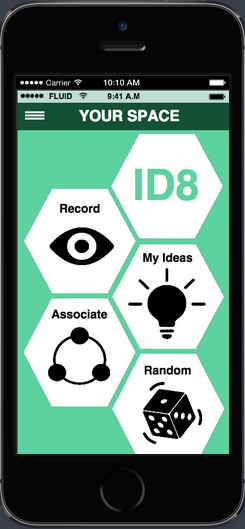 ●●●●● Carrier 10:10 AM
●●●●● FLUID 9:41 A.M
YOUR SPACE
ID8
Record
My Ideas
Associate
Random